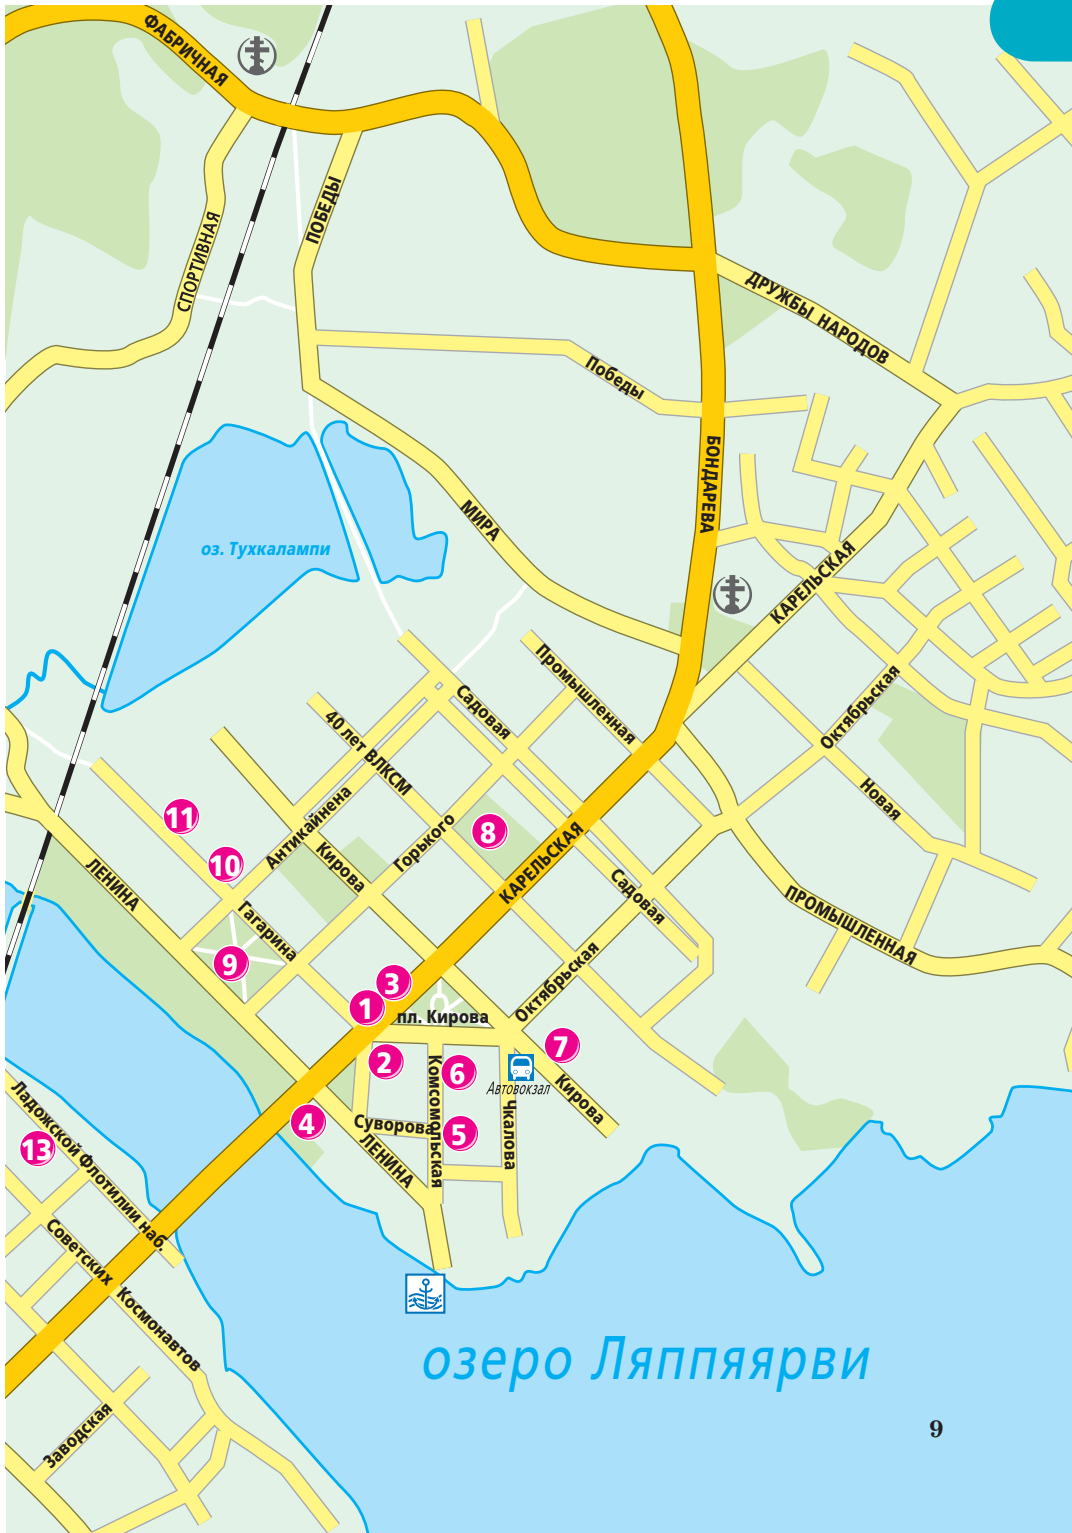 ФАБРИЧНАЯ
ПОБЕДЫ
СПОРТИВНАЯ
ДРУЖБЫ НАРОДОВ
Победы
БОНДАРЕВА
МИРА
оз. Тухкалампи
КАРЕЛЬСКАЯ
Промышленная
Садовая
Октябрьская
40 лет ВЛКСМ
Новая
11
Антикайнена
Горького
8
КАРЕЛЬСКАЯ
10
Кирова
ЛЕНИНА
Садовая
ПРОМЫШЛЕННАЯ
Гагарина
9
Октябрьская
3
1
пл. Кирова
7
2
6
Автовокзал
Комсомольская
Кирова
Чкалова
4
Суворова
5
ЛЕНИНА
13
Ладожской Флотилии наб.
Советских Космонавтов
озеро Ляппяярви
Заводская
9